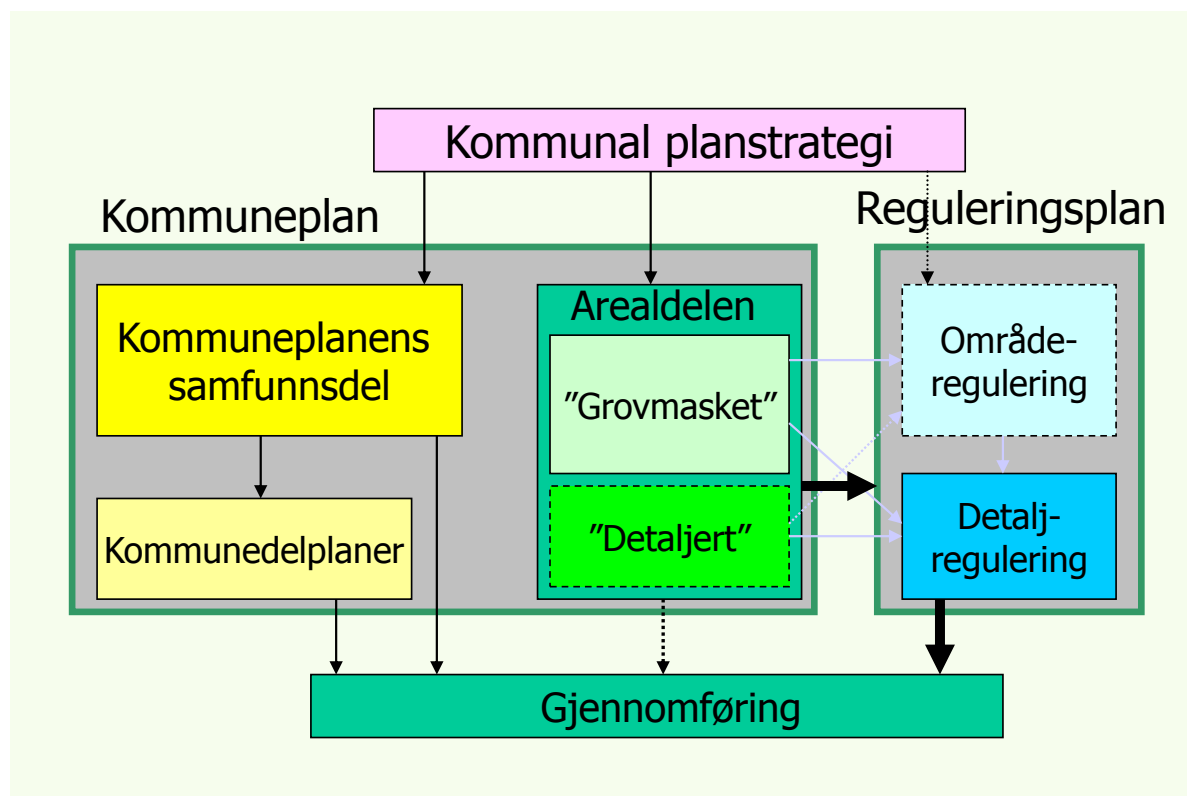 Kommunal planstrategi
Kommuneplan
Reguleringsplan
Kommuneplanens
samfunnsdel
Kommunedelplaner
Arealdelen
”Grovmasket”
”Detaljert”
Område-
regulering
Detalj-
regulering
Gjennomføring